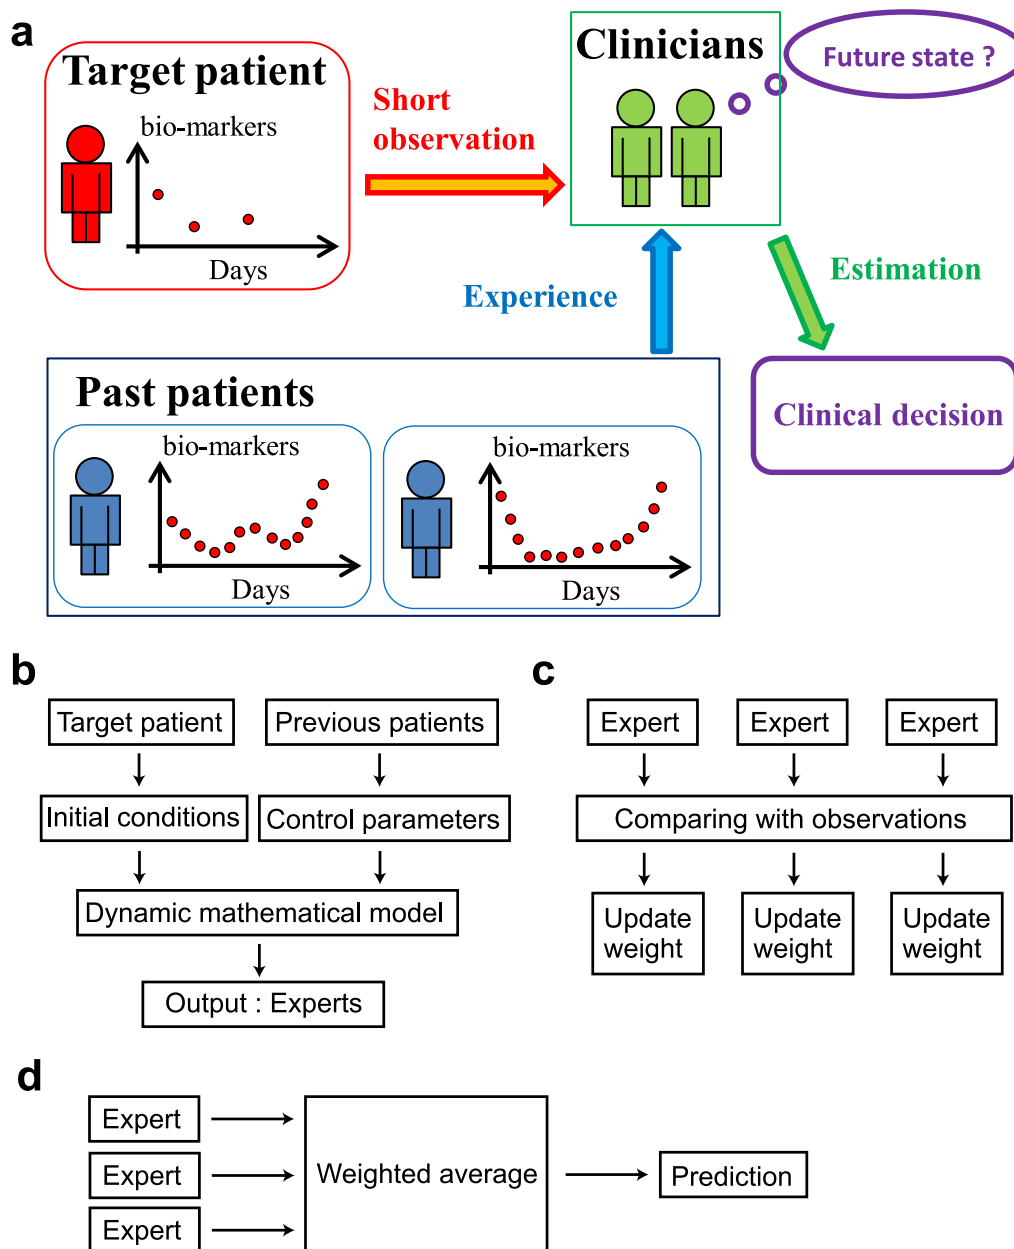 a
Target patient
bio-markers
Days
Short
observation
Clinicians
Future state ?
Experience
Estimation
Clinical decision
Past patients
bio-markers
Days
bio-markers
Days
b
Target patient
Previous patients
Initial conditions
Control parameters
Dynamic mathematical model
Output : Experts
c
Expert
Expert
Expert
Comparing with observations
Update
weight
Update
weight
Update
weight
d
Expert
Expert
Expert
Weighted average
Prediction